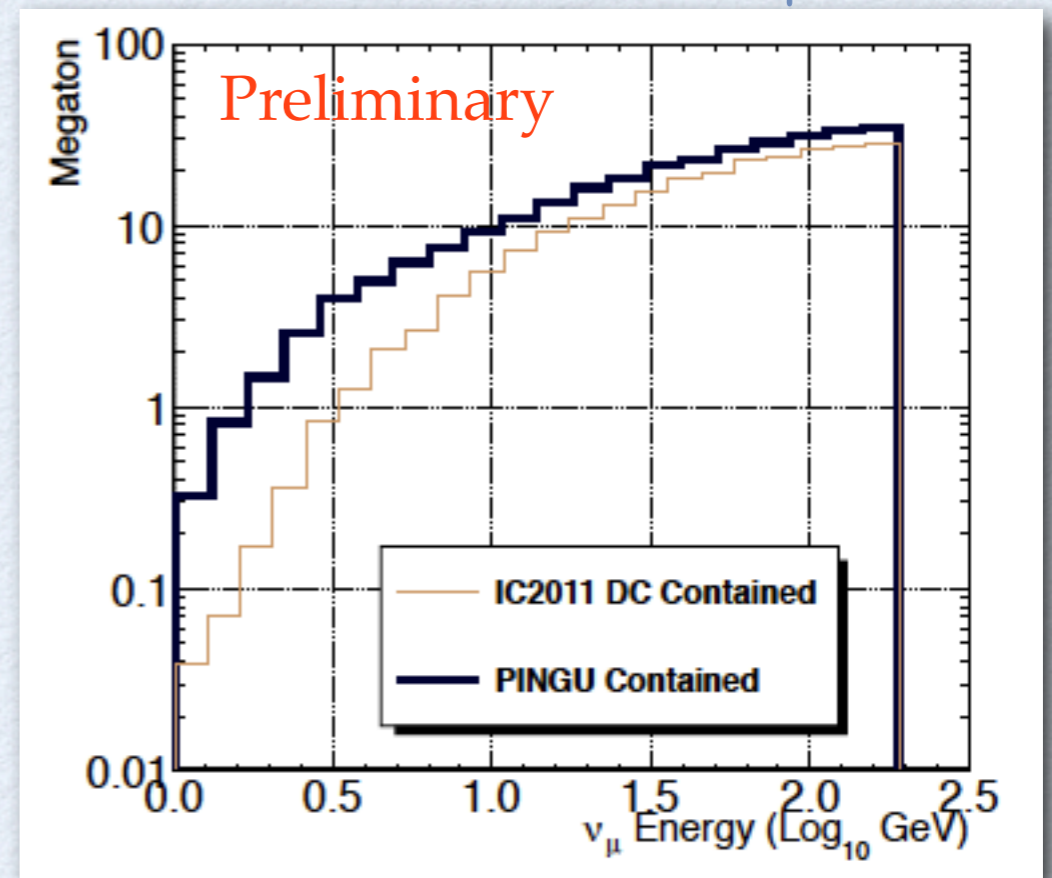 Preliminary
Megaton
100
10
1
0.1
0.01
IC2011 DC Contained
PINGU Contained
0.0 0.5 1.0 1.5 2.0 2.5
νμ Energy (Log10 GeV)